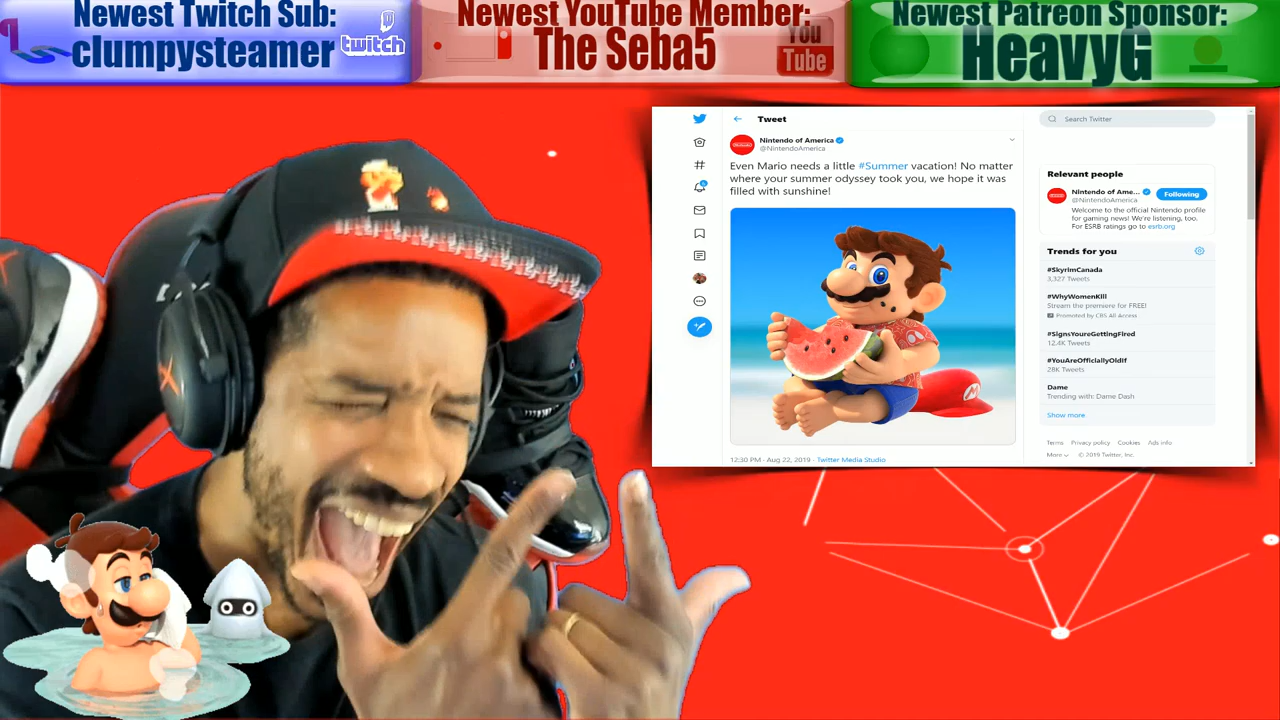 Newest Twitch Sub:
clumpysteamer
twitch
Newest YouTube Member:
The Seba5
You
Tube
Newest Patreon Sponsor:
HeavyG
Tweet
Search Twitter
Nintendo of America
@NintendoAmerica
Even Mario needs a little #Summer vacation! No matter
where your summer odyssey took you, we hope it was
filled with sunshine!
12:30 PM · Aug 22, 2019 · Twitter Media Studio
Relevant people
Nintendo of Ame...
@NintendoAmerica
Following
Welcome to the official Nintendo profile
for gaming news! We're listening, too.
For ESRB ratings go to esrb.org
Trends for you
#SkyrimCanada
3,327 Tweets
#WhyWomenKill
Stream the premiere for FREE!
Promoted by CBS All Access
#SignsYoureGettingFired
12.4K Tweets
#YouAreOfficiallyOldIf
28K Tweets
Dame
Trending with: Dame Dash
Show more
Terms Privacy policy Cookies Ads info
More © 2019 Twitter, Inc.